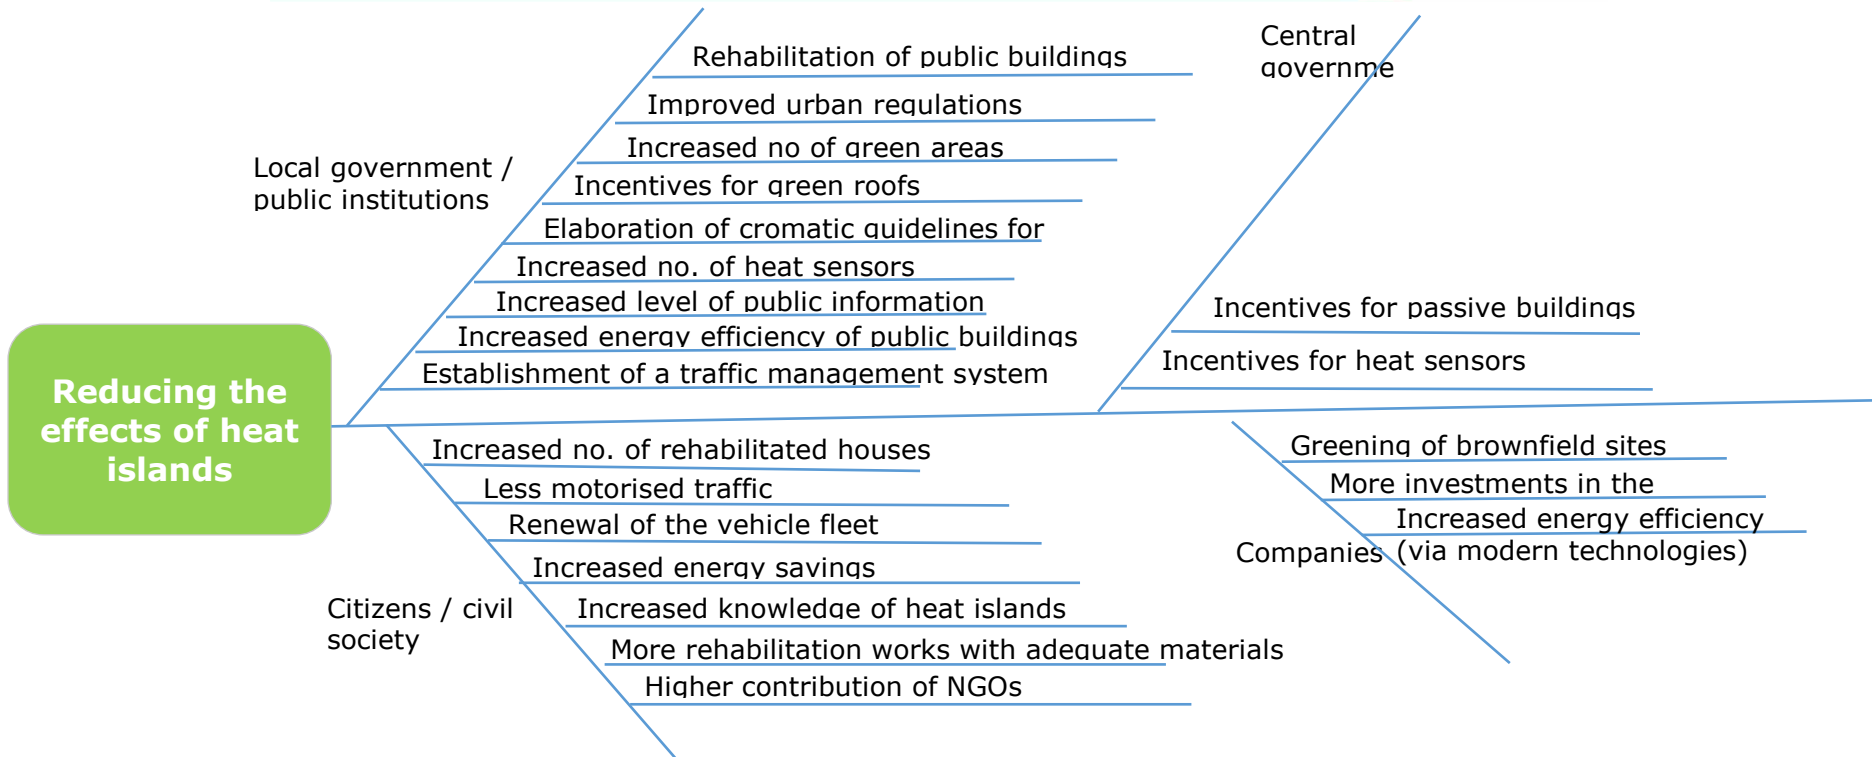 Rehabilitation of public buildings
Improved urban regulations
Increased no of green areas
Incentives for green roofs
Elaboration of cromatic guidelines for
Increased no. of heat sensors
Increased level of public information
Increased energy efficiency of public buildings
Establishment of a traffic management system
Local government /
public institutions
Central
governme
Incentives for passive buildings
Incentives for heat sensors
Reducing the
effects of heat
islands
Increased no. of rehabilitated houses
Less motorised traffic
Renewal of the vehicle fleet
Increased energy savings
Increased knowledge of heat islands
More rehabilitation works with adequate materials
Higher contribution of NGOs
Citizens / civil
society
Greening of brownfield sites
More investments in the
Increased energy efficiency
(via modern technologies)
Companies